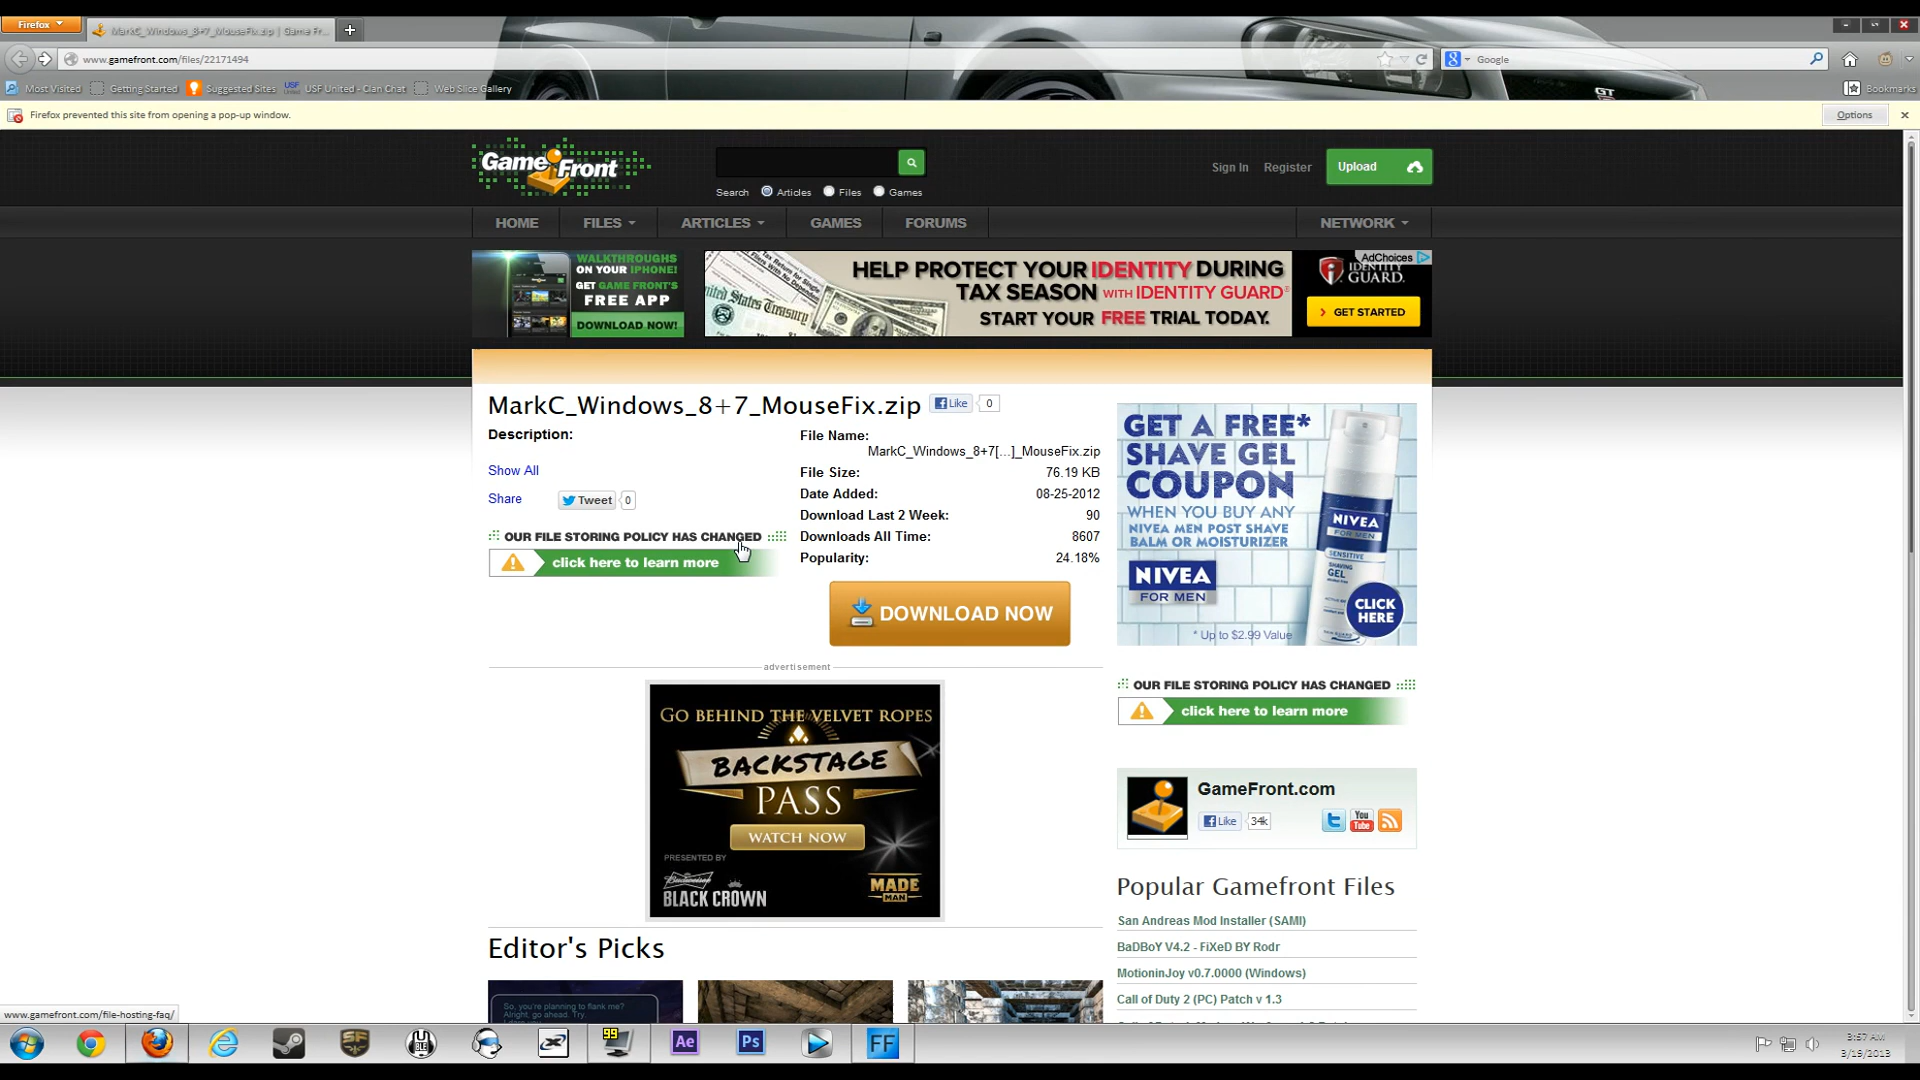 Firefox
MarkC_Windows_8+7_MouseFix.zip | Game Fr...
www.gamefront.com/files/22171494
Google
Most Visited
Getting Started
Suggested Sites
USF United - Clan Chat
Web Slice Gallery
Bookmarks
Firefox prevented this site from opening a pop-up window.
Options
GameFront
Search
Articles
Files
Games
Sign In
Register
Upload
HOME
FILES
ARTICLES
GAMES
FORUMS
NETWORK
WALKTHROUGHS
ON YOUR IPHONE!
GET GAME FRONT'S
FREE APP
DOWNLOAD NOW!
United States Treasury
HELP PROTECT YOUR IDENTITY DURING
TAX SEASON WITH IDENTITY GUARD®
START YOUR FREE TRIAL TODAY.
AdChoices
IDENTITY
GUARD.
GET STARTED
MarkC_Windows_8+7_MouseFix.zip
Like
0
Description:
Show All
Share
Tweet
0
File Name:
MarkC_Windows_8+7[...]_MouseFix.zip
File Size: 76.19 KB
Date Added: 08-25-2012
Download Last 2 Week: 90
Downloads All Time: 8607
Popularity: 24.18%
OUR FILE STORING POLICY HAS CHANGED
click here to learn more
DOWNLOAD NOW
advertisement
GO BEHIND THE VELVET ROPES
BACKSTAGE
PASS
WATCH NOW
PRESENTED BY
Budweiser
BLACK CROWN
MADE
MAN
Editor's Picks
So, you're planning to flank me?
Alright, go ahead. Try.
GET A FREE*
SHAVE GEL
COUPON
WHEN YOU BUY ANY
NIVEA MEN POST SHAVE
BALM OR MOISTURIZER
NIVEA
FOR MEN
NIVEA
FOR MEN
SENSITIVE
SHAVING
GEL
CLICK
HERE
* Up to $2.99 Value
OUR FILE STORING POLICY HAS CHANGED
click here to learn more
GameFront.com
Like
34k
You
Tube
Popular Gamefront Files
San Andreas Mod Installer (SAMI)
BaDBoY V4.2 - FiXeD BY Rodr
MotioninJoy v0.7.0000 (Windows)
Call of Duty 2 (PC) Patch v 1.3
www.gamefront.com/file-hosting-faq/
SF
99
Ae
Ps
FF
3:57 AM
3/19/2013
GT